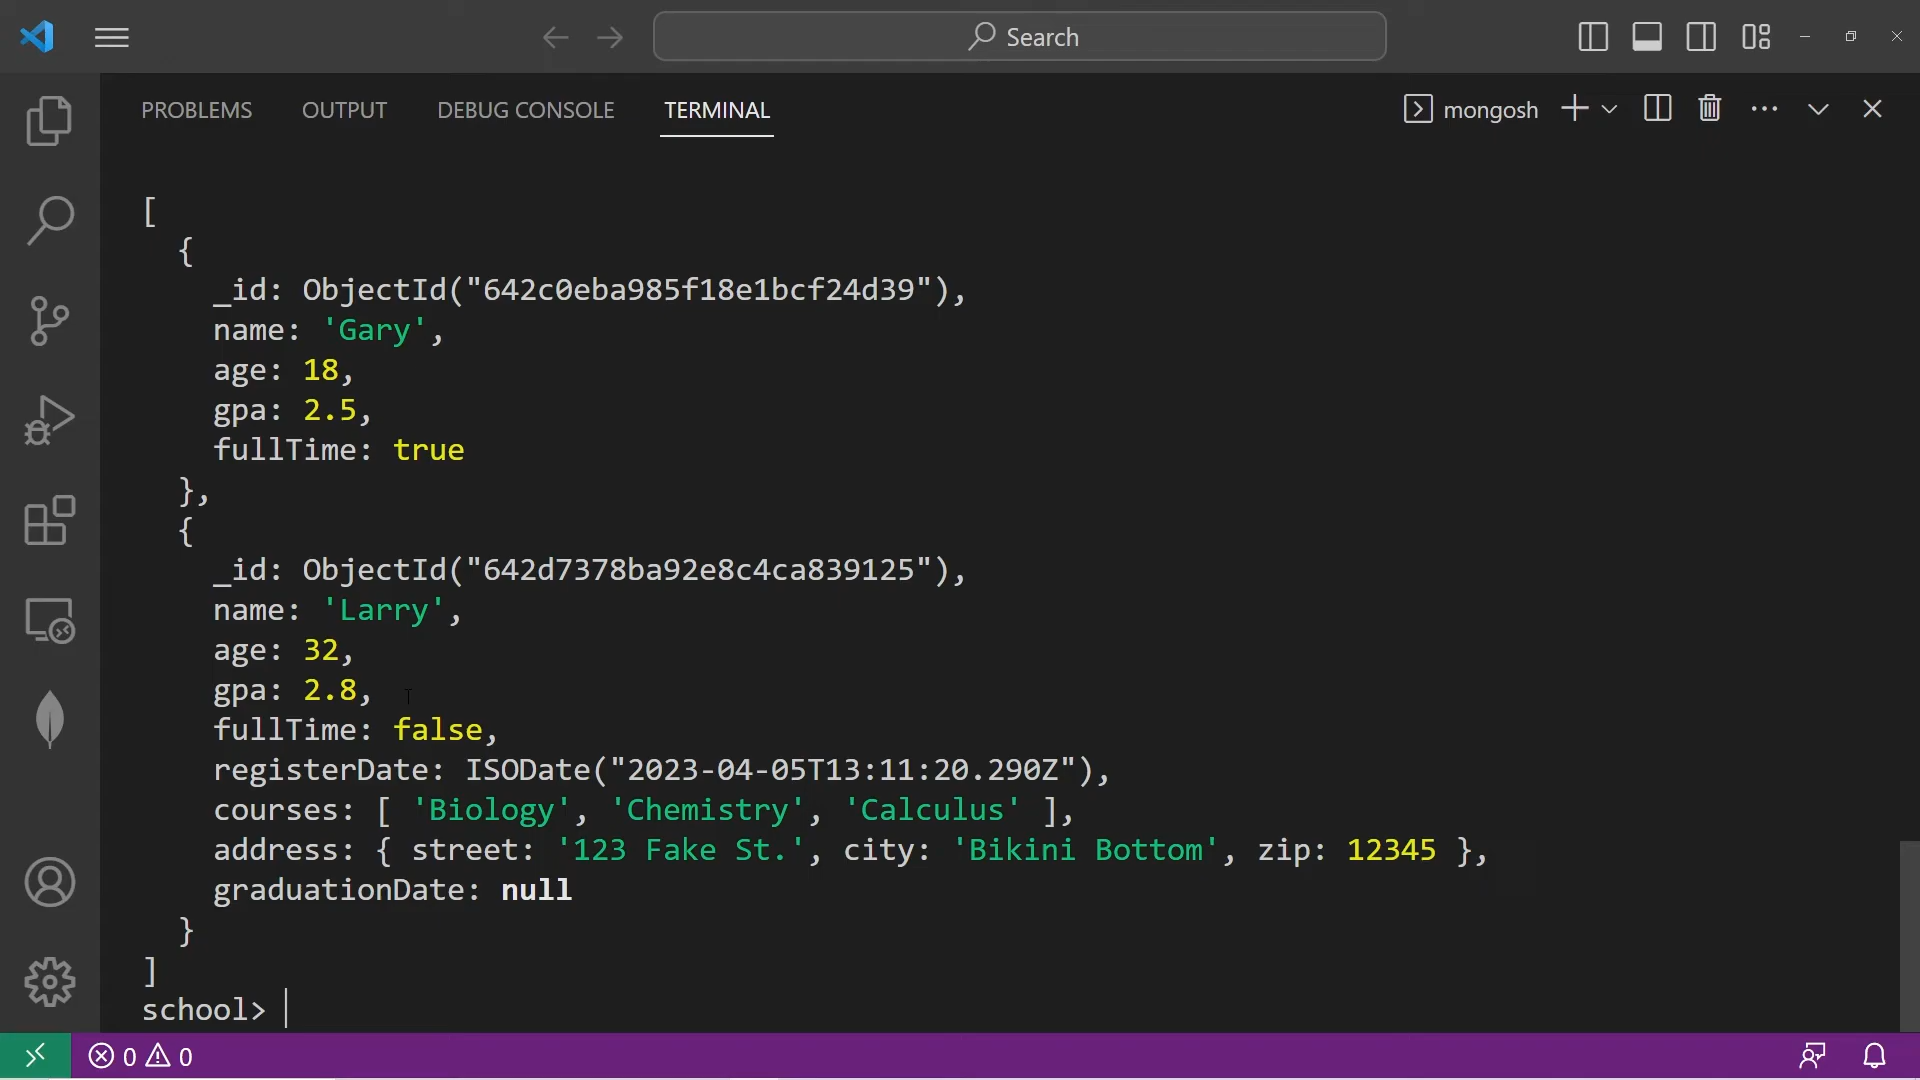 Search
PROBLEMS OUTPUT DEBUG CONSOLE TERMINAL mongosh
[
{
_id: ObjectId("642c0eba985f18e1bcf24d39"),
name: 'Gary',
age: 18,
gpa: 2.5,
fullTime: true
},
{
_id: ObjectId("642d7378ba92e8c4ca839125"),
name: 'Larry',
age: 32,
gpa: 2.8,
fullTime: false,
registerDate: ISODate("2023-04-05T13:11:20.290Z"),
courses: [ 'Biology', 'Chemistry', 'Calculus' ],
address: { street: '123 Fake St.', city: 'Bikini Bottom', zip: 12345 },
graduationDate: null
}
]
school>
0 0